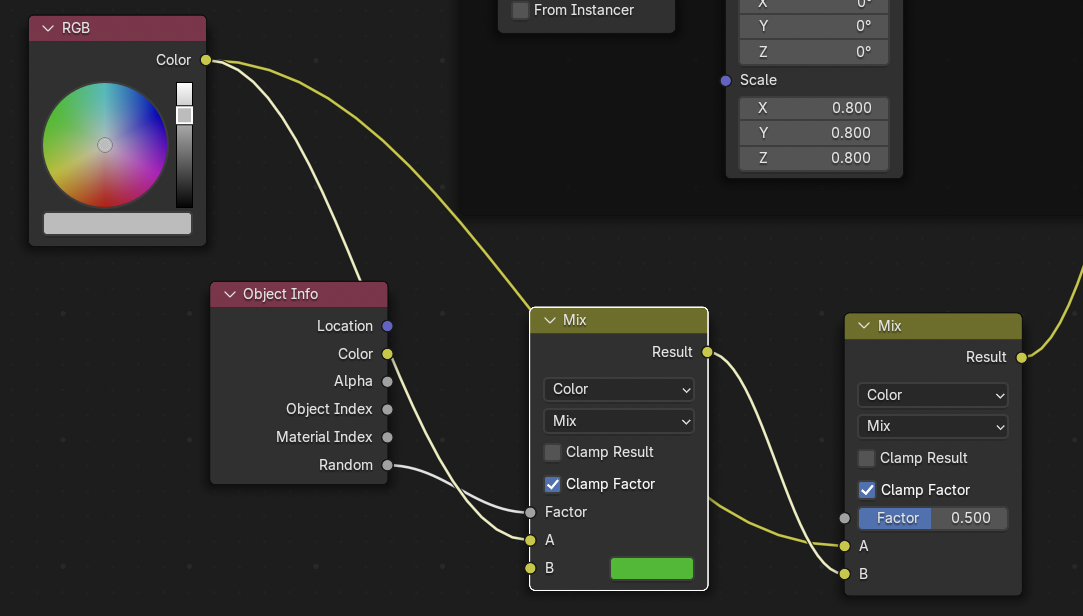 From Instancer
X 0°
Y 0°
Z 0°
Scale
X 0.800
Y 0.800
Z 0.800
RGB
Color
Object Info
Location
Color
Alpha
Object Index
Material Index
Random
Mix
Result
Color
Mix
Clamp Result
Clamp Factor
Factor
A
B
Mix
Result
Color
Mix
Clamp Result
Clamp Factor
Factor 0.500
A
B